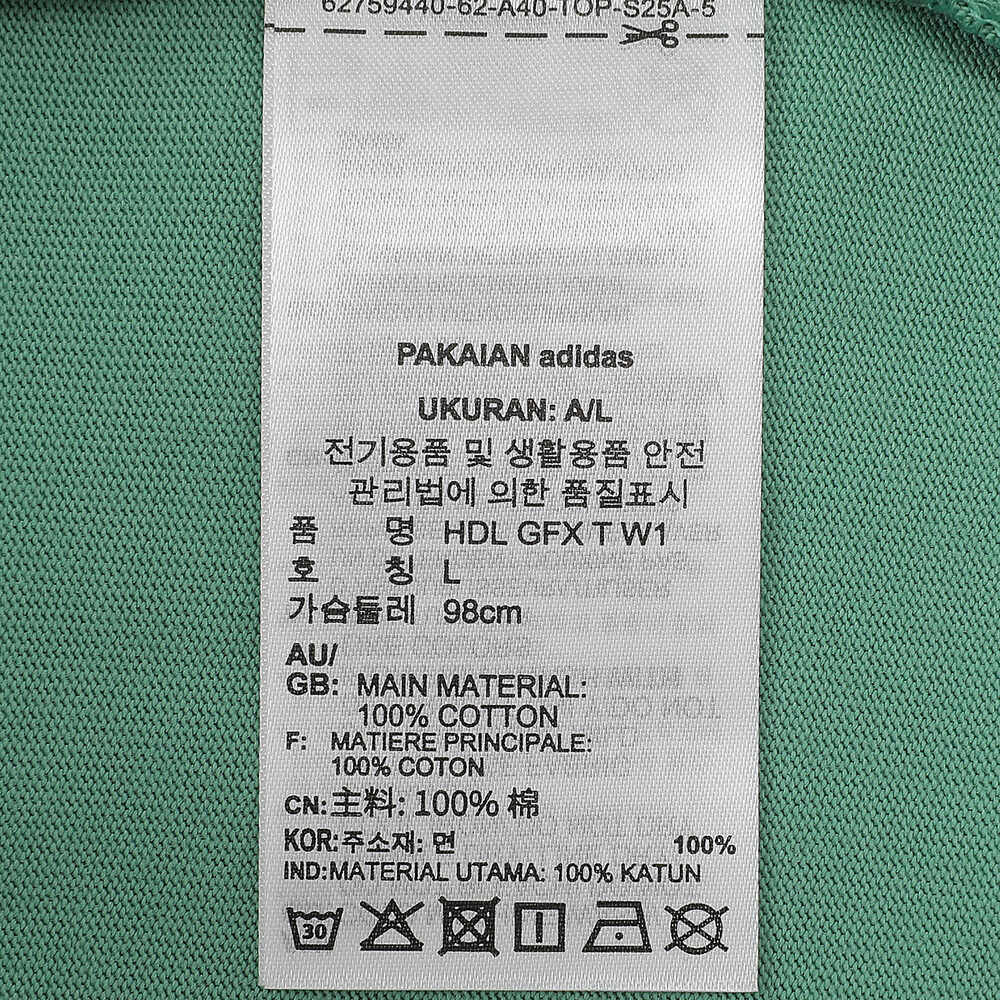 62759440-62-A40-TOP-S25A-5
PAKAIAN adidas
UKURAN: A/L
전기용품 및 생활용품 안전
관리법에 의한 품질표시
품 명 HDL GFX T W1
호 칭 L
가슴둘레 98cm
AU/
GB: MAIN MATERIAL:
100% COTTON
F: MATIERE PRINCIPALE:
100% COTON
CN:主料: 100% 棉
KOR:주소재: 면 100%
IND:MATERIAL UTAMA: 100% KATUN
30